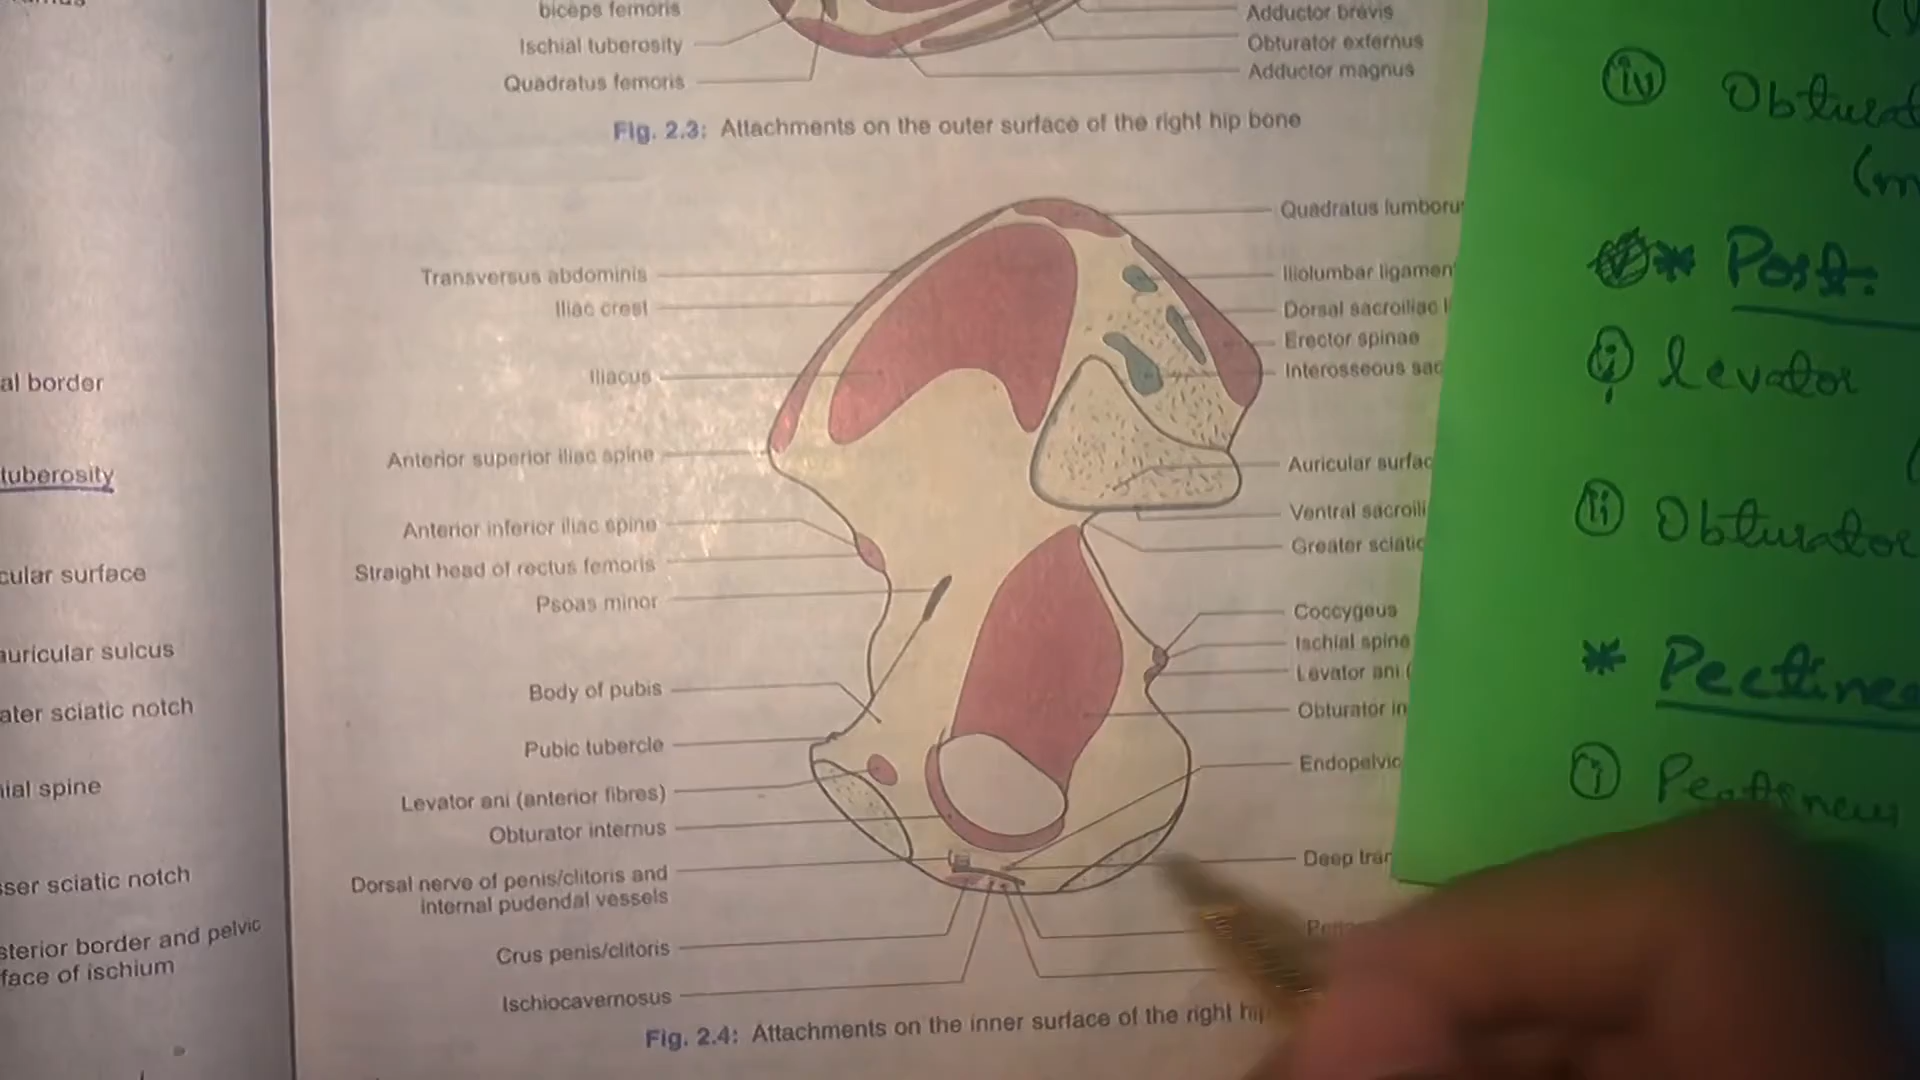 biceps femoris
Ischial tuberosity
Quadratus femoris
Adductor brevis
Obturator externus
Adductor magnus
Fig. 2.3: Attachments on the outer surface of the right hip bone
Transversus abdominis
Iliac crest
Iliacus
Anterior superior iliac spine
Anterior inferior iliac spine
Straight head of rectus femoris
Psoas minor
Body of pubis
Pubic tubercle
Levator ani (anterior fibres)
Obturator internus
Dorsal nerve of penis/clitoris and
internal pudendal vessels
Crus penis/clitoris
Ischiocavernosus
Quadratus lumboru
Iliolumbar ligamen
Dorsal sacroiliac l
Erector spinae
Interosseous sac
Auricular surfac
Ventral sacroili
Greater sciatic
Coccygeus
Ischial spine
Levator ani (
Obturator in
Endopelvic
Deep tran
Fig. 2.4: Attachments on the inner surface of the right hip
al border
tuberosity
cular surface
auricular sulcus
ater sciatic notch
ial spine
sser sciatic notch
sterior border and pelvic
face of ischium
(iv) Obturat
(m
* Post.
(i) levator
(ii) Obturator
* Pectinea
(i) Pectineus